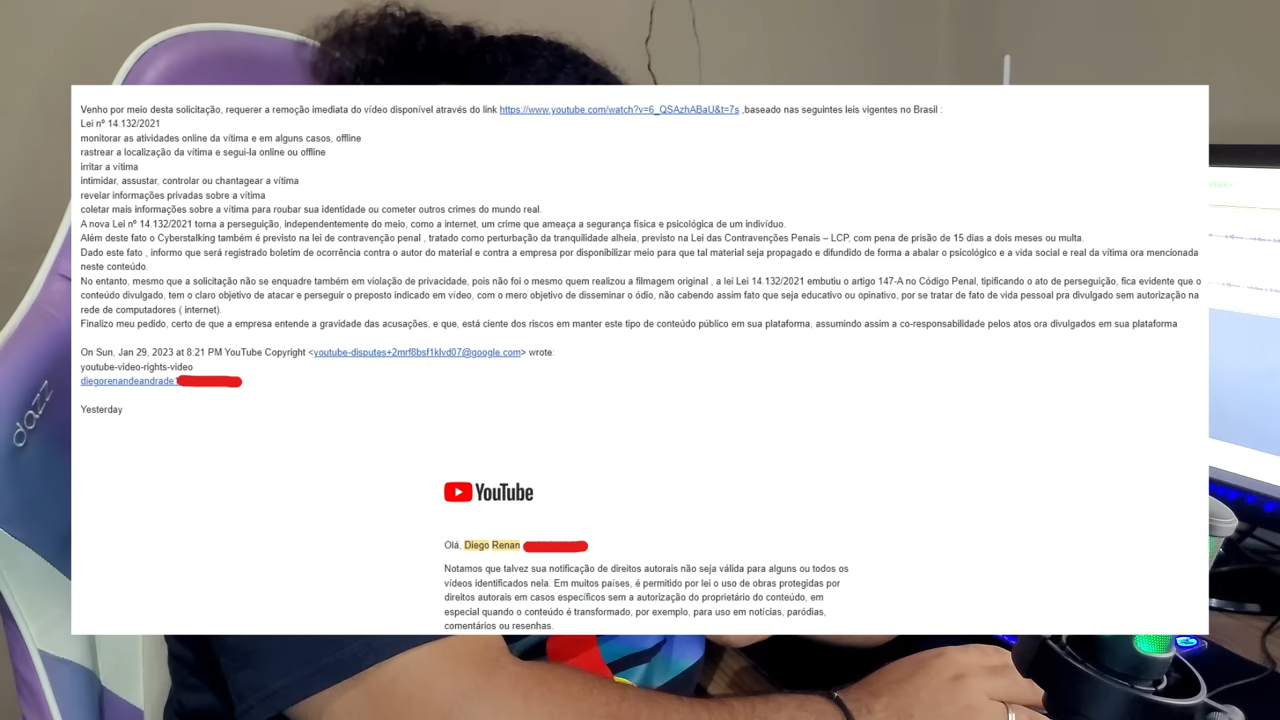 Venho por meio desta solicitação, requerer a remoção imediata do vídeo disponível através do link https://www.youtube.com/watch?v=6_QSAzhABaU&t=7s ,baseado nas seguintes leis vigentes no Brasil :
Lei nº 14.132/2021
monitorar as atividades online da vítima e em alguns casos, offline
rastrear a localização da vítima e segui-la online ou offline
irritar a vítima
intimidar, assustar, controlar ou chantagear a vítima
revelar informações privadas sobre a vítima
coletar mais informações sobre a vítima para roubar sua identidade ou cometer outros crimes do mundo real.
A nova Lei nº 14.132/2021 torna a perseguição, independentemente do meio, como a internet, um crime que ameaça a segurança física e psicológica de um indivíduo.
Além deste fato o Cyberstalking também é previsto na lei de contravenção penal , tratado como perturbação da tranquilidade alheia, previsto na Lei das Contravenções Penais – LCP, com pena de prisão de 15 dias a dois meses ou multa.
Dado este fato , informo que será registrado boletim de ocorrência contra o autor do material e contra a empresa por disponibilizar meio para que tal material seja propagado e difundido de forma a abalar o psicológico e a vida social e real da vítima ora mencionada
neste conteúdo.
No entanto, mesmo que a solicitação não se enquadre também em violação de privacidade, pois não foi o mesmo quem realizou a filmagem original , a lei Lei 14.132/2021 embutiu o artigo 147-A no Código Penal, tipificando o ato de perseguição, fica evidente que o
conteúdo divulgado, tem o claro objetivo de atacar e perseguir o preposto indicado em vídeo, com o mero objetivo de disseminar o ódio, não cabendo assim fato que seja educativo ou opinativo, por se tratar de fato de vida pessoal pra divulgado sem autorização na
rede de computadores ( internet).
Finalizo meu pedido, certo de que a empresa entende a gravidade das acusações, e que, está ciente dos riscos em manter este tipo de conteúdo público em sua plataforma, assumindo assim a co-responsabilidade pelos atos ora divulgados em sua plataforma
On Sun, Jan 29, 2023 at 8:21 PM YouTube Copyright <youtube-disputes+2mrf8bsf1klvd07@google.com> wrote:
youtube-video-rights-video
diegorenandeandrade
Yesterday
YouTube
Olá, Diego Renan
Notamos que talvez sua notificação de direitos autorais não seja válida para alguns ou todos os
vídeos identificados nela. Em muitos países, é permitido por lei o uso de obras protegidas por
direitos autorais em casos específicos sem a autorização do proprietário do conteúdo, em
especial quando o conteúdo é transformado, por exemplo, para uso em notícias, paródias,
comentários ou resenhas.
dazz